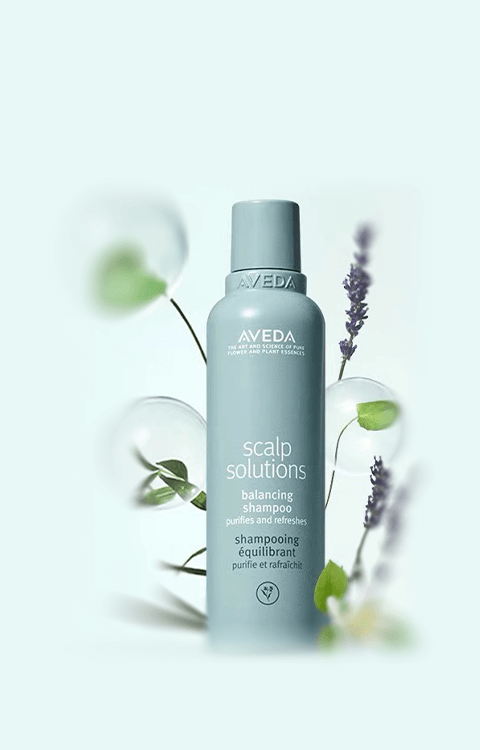 AVEDA
AVEDA
THE ART AND SCIENCE OF PURE
FLOWER AND PLANT ESSENCES
scalp
solutions
balancing
shampoo
purifies and refreshes
shampooing
équilibrant
purifie et rafraîchit